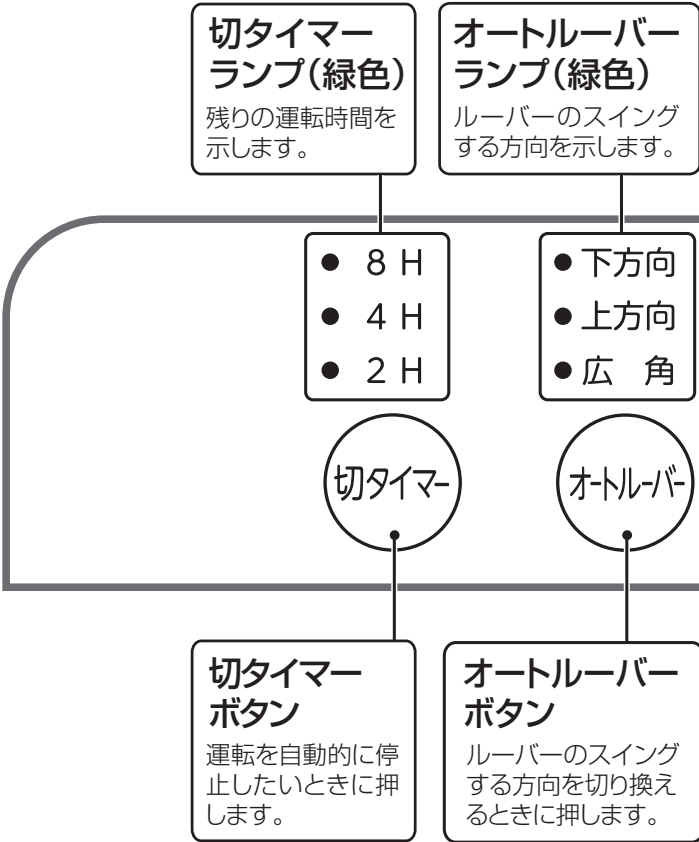 切タイマー
ランプ(緑色)
残りの運転時間を
示します。
オートルーバー
ランプ(緑色)
ルーバーのスイング
する方向を示します。
● 8 H
● 4 H
● 2 H
●下方向
●上方向
●広 角
切タイマー
オートルーバー
切タイマー
ボタン
運転を自動的に停
止したいときに押
します。
オートルーバー
ボタン
ルーバーのスイング
する方向を切り換え
るときに押します。